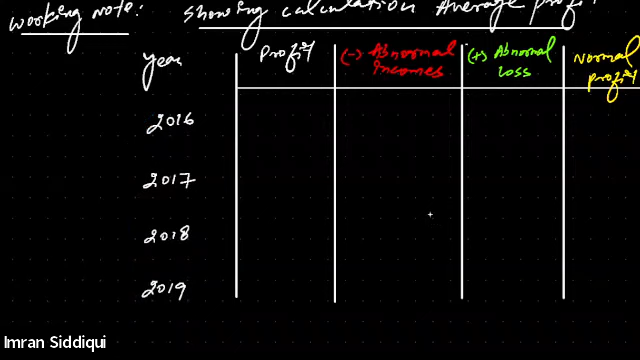 Working note: Showing calculation Average profit
Year Profit (-) Abnormal Incomes (+) Abnormal Loss Normal Profit
2016
2017
2018
2019
Imran Siddiqui